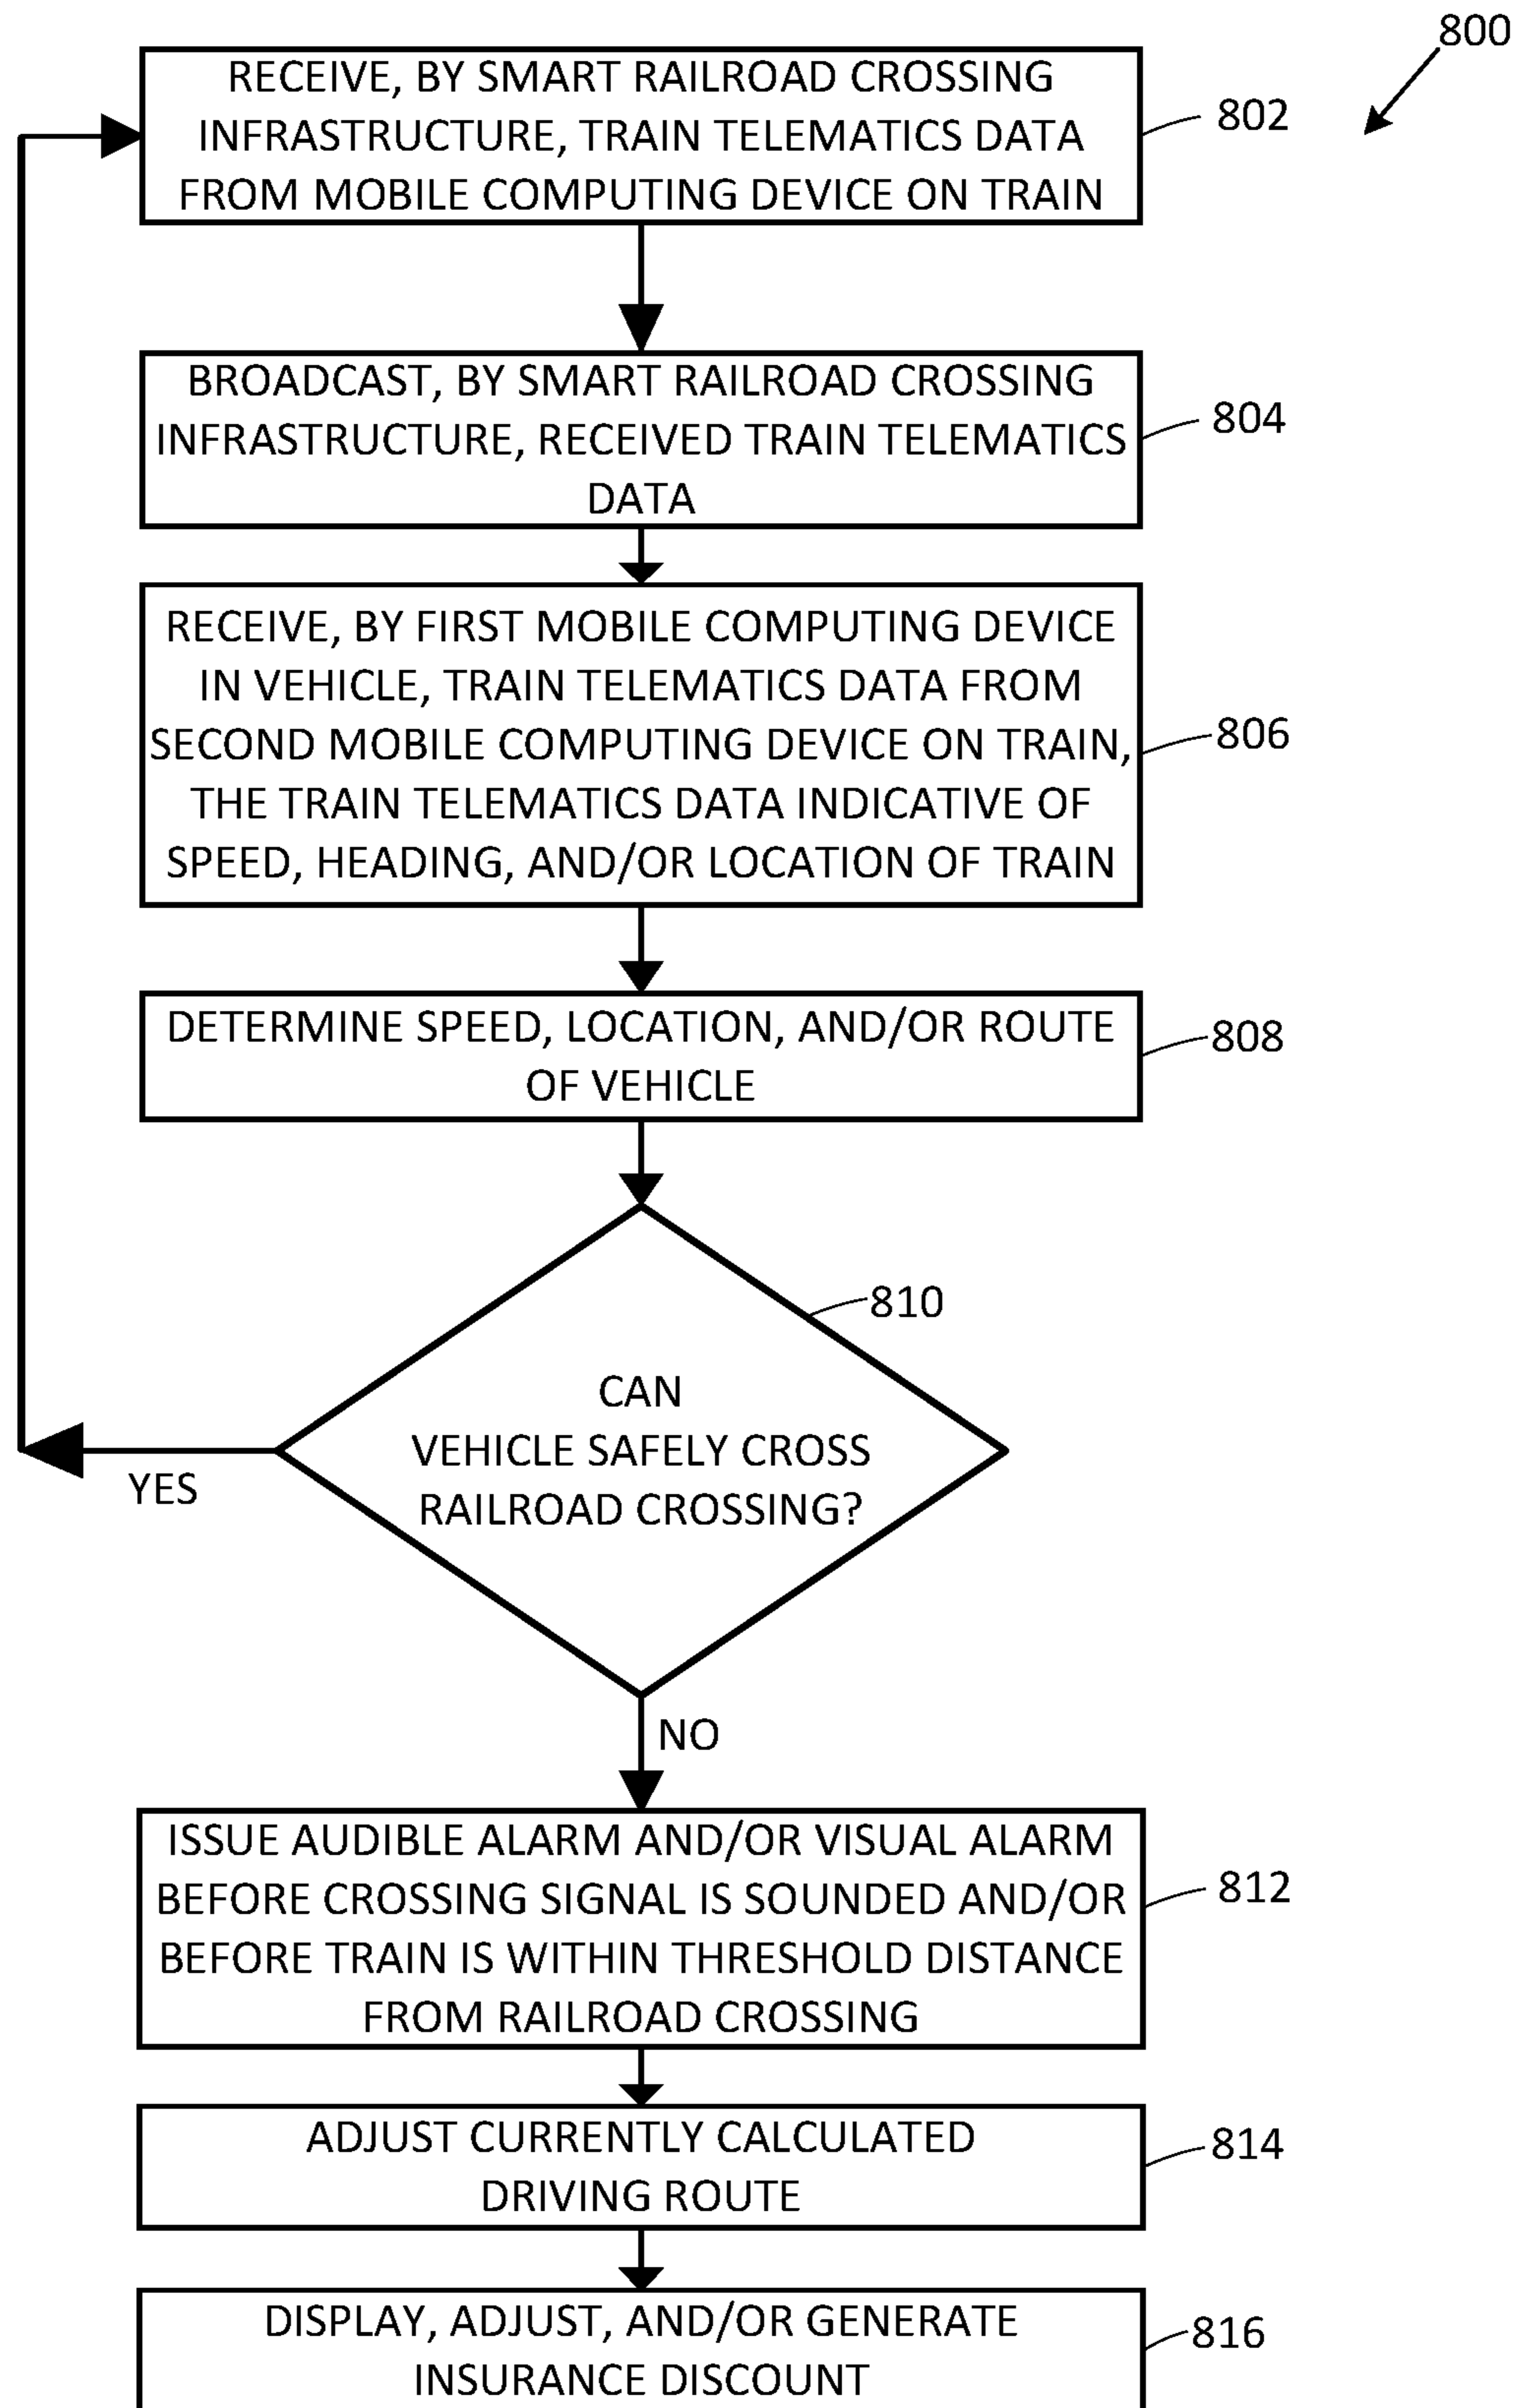 800
RECEIVE, BY SMART RAILROAD CROSSING
INFRASTRUCTURE, TRAIN TELEMATICS DATA
FROM MOBILE COMPUTING DEVICE ON TRAIN
802
BROADCAST, BY SMART RAILROAD CROSSING
INFRASTRUCTURE, RECEIVED TRAIN TELEMATICS
DATA
804
RECEIVE, BY FIRST MOBILE COMPUTING DEVICE
IN VEHICLE, TRAIN TELEMATICS DATA FROM
SECOND MOBILE COMPUTING DEVICE ON TRAIN,
THE TRAIN TELEMATICS DATA INDICATIVE OF
SPEED, HEADING, AND/OR LOCATION OF TRAIN
806
DETERMINE SPEED, LOCATION, AND/OR ROUTE
OF VEHICLE
808
810
CAN
VEHICLE SAFELY CROSS
RAILROAD CROSSING?
YES
NO
ISSUE AUDIBLE ALARM AND/OR VISUAL ALARM
BEFORE CROSSING SIGNAL IS SOUNDED AND/OR
BEFORE TRAIN IS WITHIN THRESHOLD DISTANCE
FROM RAILROAD CROSSING
812
ADJUST CURRENTLY CALCULATED
DRIVING ROUTE
814
DISPLAY, ADJUST, AND/OR GENERATE
INSURANCE DISCOUNT
816